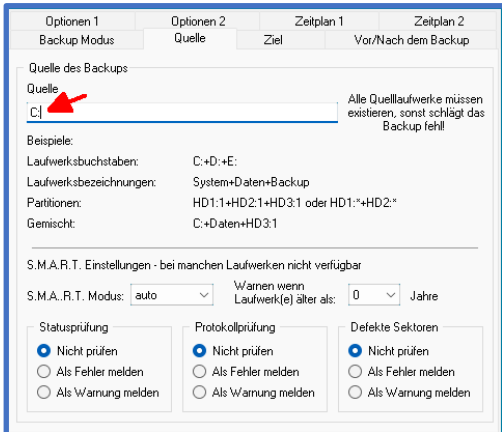 Optionen 1 Optionen 2 Zeitplan 1 Zeitplan 2
Backup Modus Quelle Ziel Vor/Nach dem Backup
Quelle des Backups
Quelle
C:
Alle Quelllaufwerke müssen
existieren, sonst schlägt das
Backup fehl!
Beispiele:
Laufwerksbuchstaben: C:+D:+E:
Laufwerksbezeichnungen: System+Daten+Backup
Partitionen: HD1:1+HD2:1+HD3:1 oder HD1:*+HD2:*
Gemischt: C:+Daten+HD3:1
S.M.A.R.T. Einstellungen - bei manchen Laufwerken nicht verfügbar
S.M.A..R.T. Modus: auto Warnen wenn
Laufwerk(e) älter als: 0 Jahre
Statusprüfung Protokollprüfung Defekte Sektoren
Nicht prüfen Nicht prüfen Nicht prüfen
Als Fehler melden Als Fehler melden Als Fehler melden
Als Warnung melden Als Warnung melden Als Warnung melden